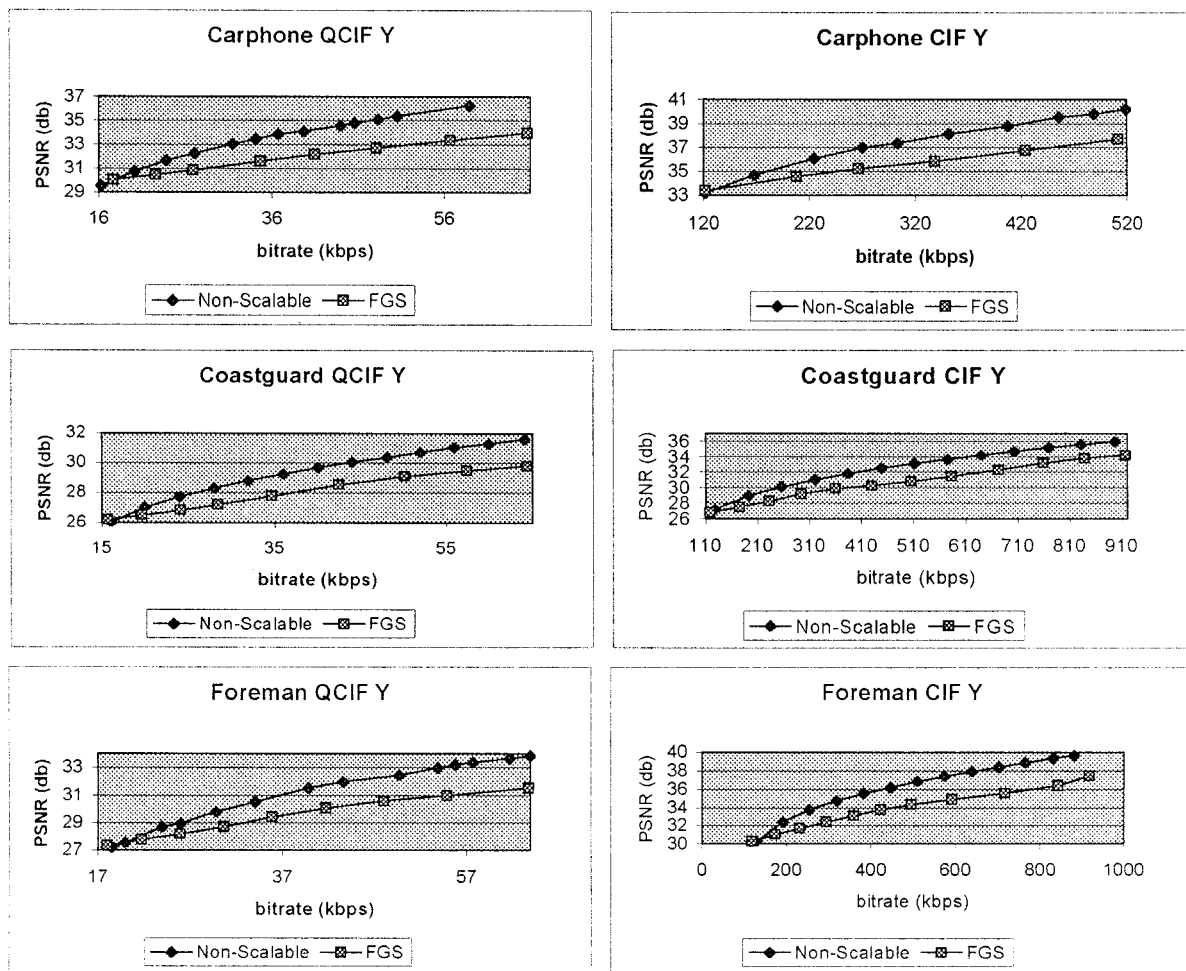 Carphone QCIF Y
PSNR (db)
37
35
33
31
29
16 36 56
bitrate (kbps)
Non-Scalable FGS
Carphone CIF Y
PSNR (db)
41
39
37
35
33
120 220 320 420 520
bitrate (kbps)
Non-Scalable FGS
Coastguard QCIF Y
PSNR (db)
32
30
28
26
15 35 55
bitrate (kbps)
Non-Scalable FGS
Coastguard CIF Y
PSNR (db)
36
34
32
30
28
26
110 210 310 410 510 610 710 810 910
bitrate (kbps)
Non-Scalable FGS
Foreman QCIF Y
PSNR (db)
33
31
29
27
17 37 57
bitrate (kbps)
Non-Scalable FGS
Foreman CIF Y
PSNR (db)
40
38
36
34
32
30
0 200 400 600 800 1000
bitrate (kbps)
Non-Scalable FGS